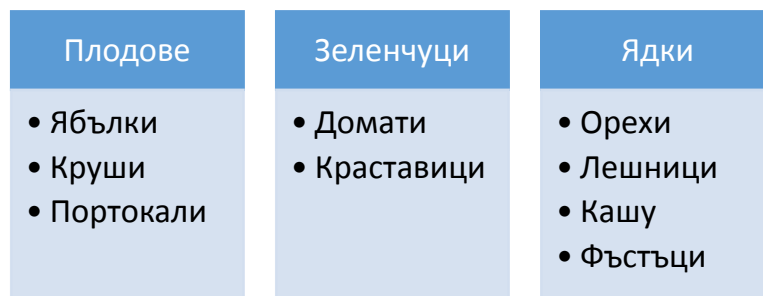 Плодове
• Ябълки
• Круши
• Портокали
Зеленчуци
• Домати
• Краставици
Ядки
• Орехи
• Лешници
• Кашу
• Фъстъци